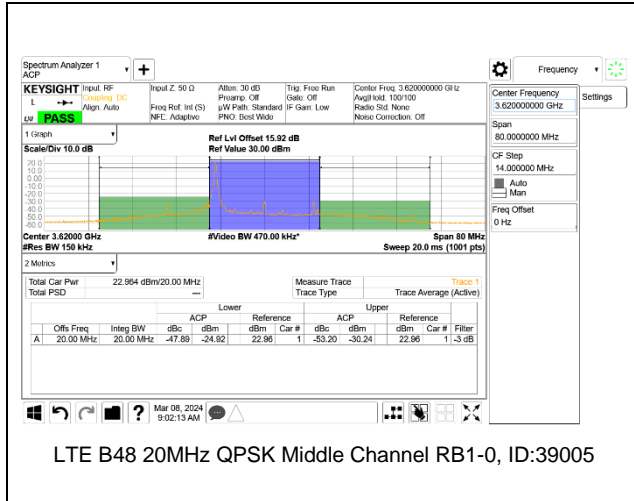 Spectrum Analyzer 1
ACP
Frequency
KEYSIGHT
L
PASS
Input: RF
Coupling: DC
Align: Auto
Input Z: 50 Ω
Freq Ref: Int (S)
NFE: Adaptive
Atten: 30 dB
Preamp: Off
µW Path: Standard
PNO: Best Wide
Trig: Free Run
Gate: Off
IF Gain: Low
Center Freq: 3.620000000 GHz
Avg|Hold: 100/100
Radio Std: None
Noise Correction: Off
Center Frequency
3.62000000 GHz
Settings
Span
80.0000000 MHz
CF Step
14.000000 MHz
Auto
Man
Freq Offset
0 Hz
1 Graph
Scale/Div 10.0 dB
Ref Lvl Offset 15.92 dB
Ref Value 30.00 dBm
20.0
10.0
0.00
-10.0
-20.0
-30.0
-40.0
-50.0
-60.0
Center 3.62000 GHz
#Res BW 150 kHz
#Video BW 470.00 kHz*
Span 80 MHz
Sweep 20.0 ms (1001 pts)
2 Metrics
Total Car Pwr 22.964 dBm/20.00 MHz
Total PSD —
Measure Trace Trace 1
Trace Type Trace Average (Active)
Lower Upper
ACP Reference ACP Reference
Offs Freq Integ BW dBc dBm dBm Car # dBc dBm dBm Car # Filter
A 20.00 MHz 20.00 MHz -47.89 -24.92 22.96 1 -53.20 -30.24 22.96 1 -3 dB
Mar 08, 2024
9:02:13 AM
LTE B48 20MHz QPSK Middle Channel RB1-0, ID:39005